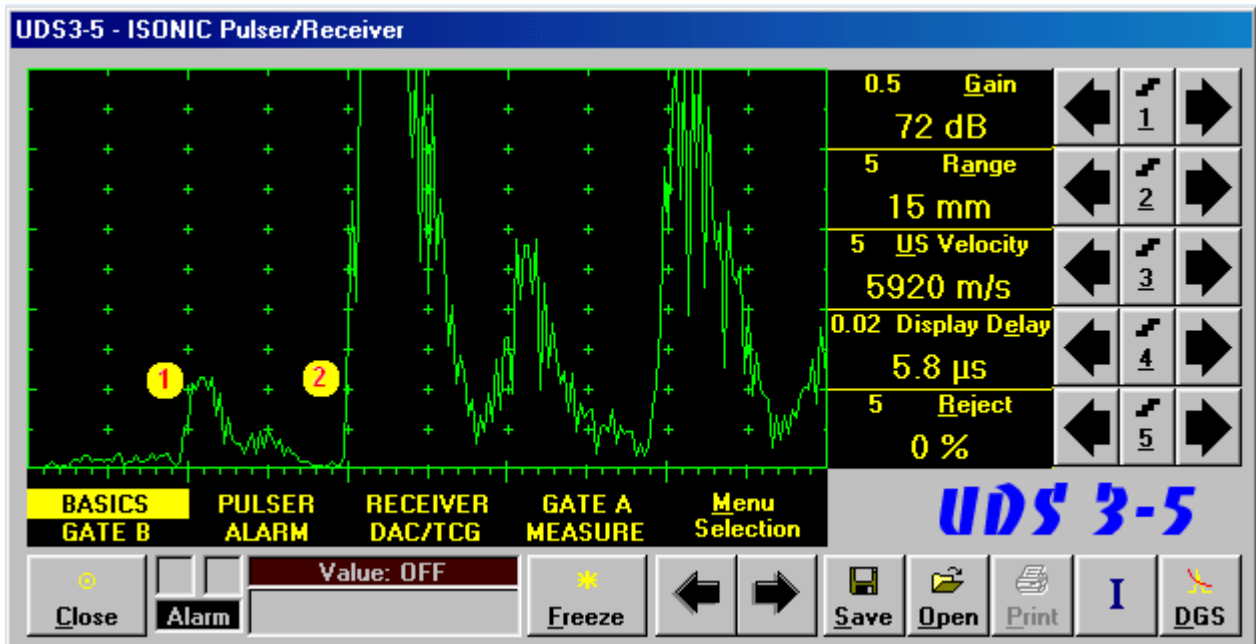 UDS3-5 - ISONIC Pulser/Receiver
0.5 Gain
72 dB
1
5 Range
15 mm
2
5 US Velocity
5920 m/s
3
0.02 Display Delay
5.8 µs
4
5 Reject
0 %
5
1
2
BASICS PULSER RECEIVER GATE A Menu
GATE B ALARM DAC/TCG MEASURE Selection
UDS 3-5
Close
Alarm
Value: OFF
Freeze
Save
Open
Print
I
DGS